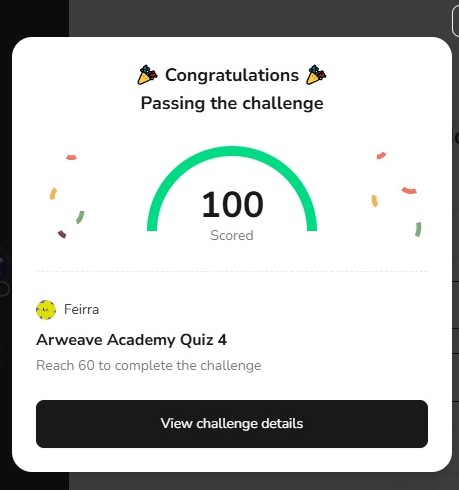 Congratulations
Passing the challenge
100
Scored
Feirra
Arweave Academy Quiz 4
Reach 60 to complete the challenge
View challenge details